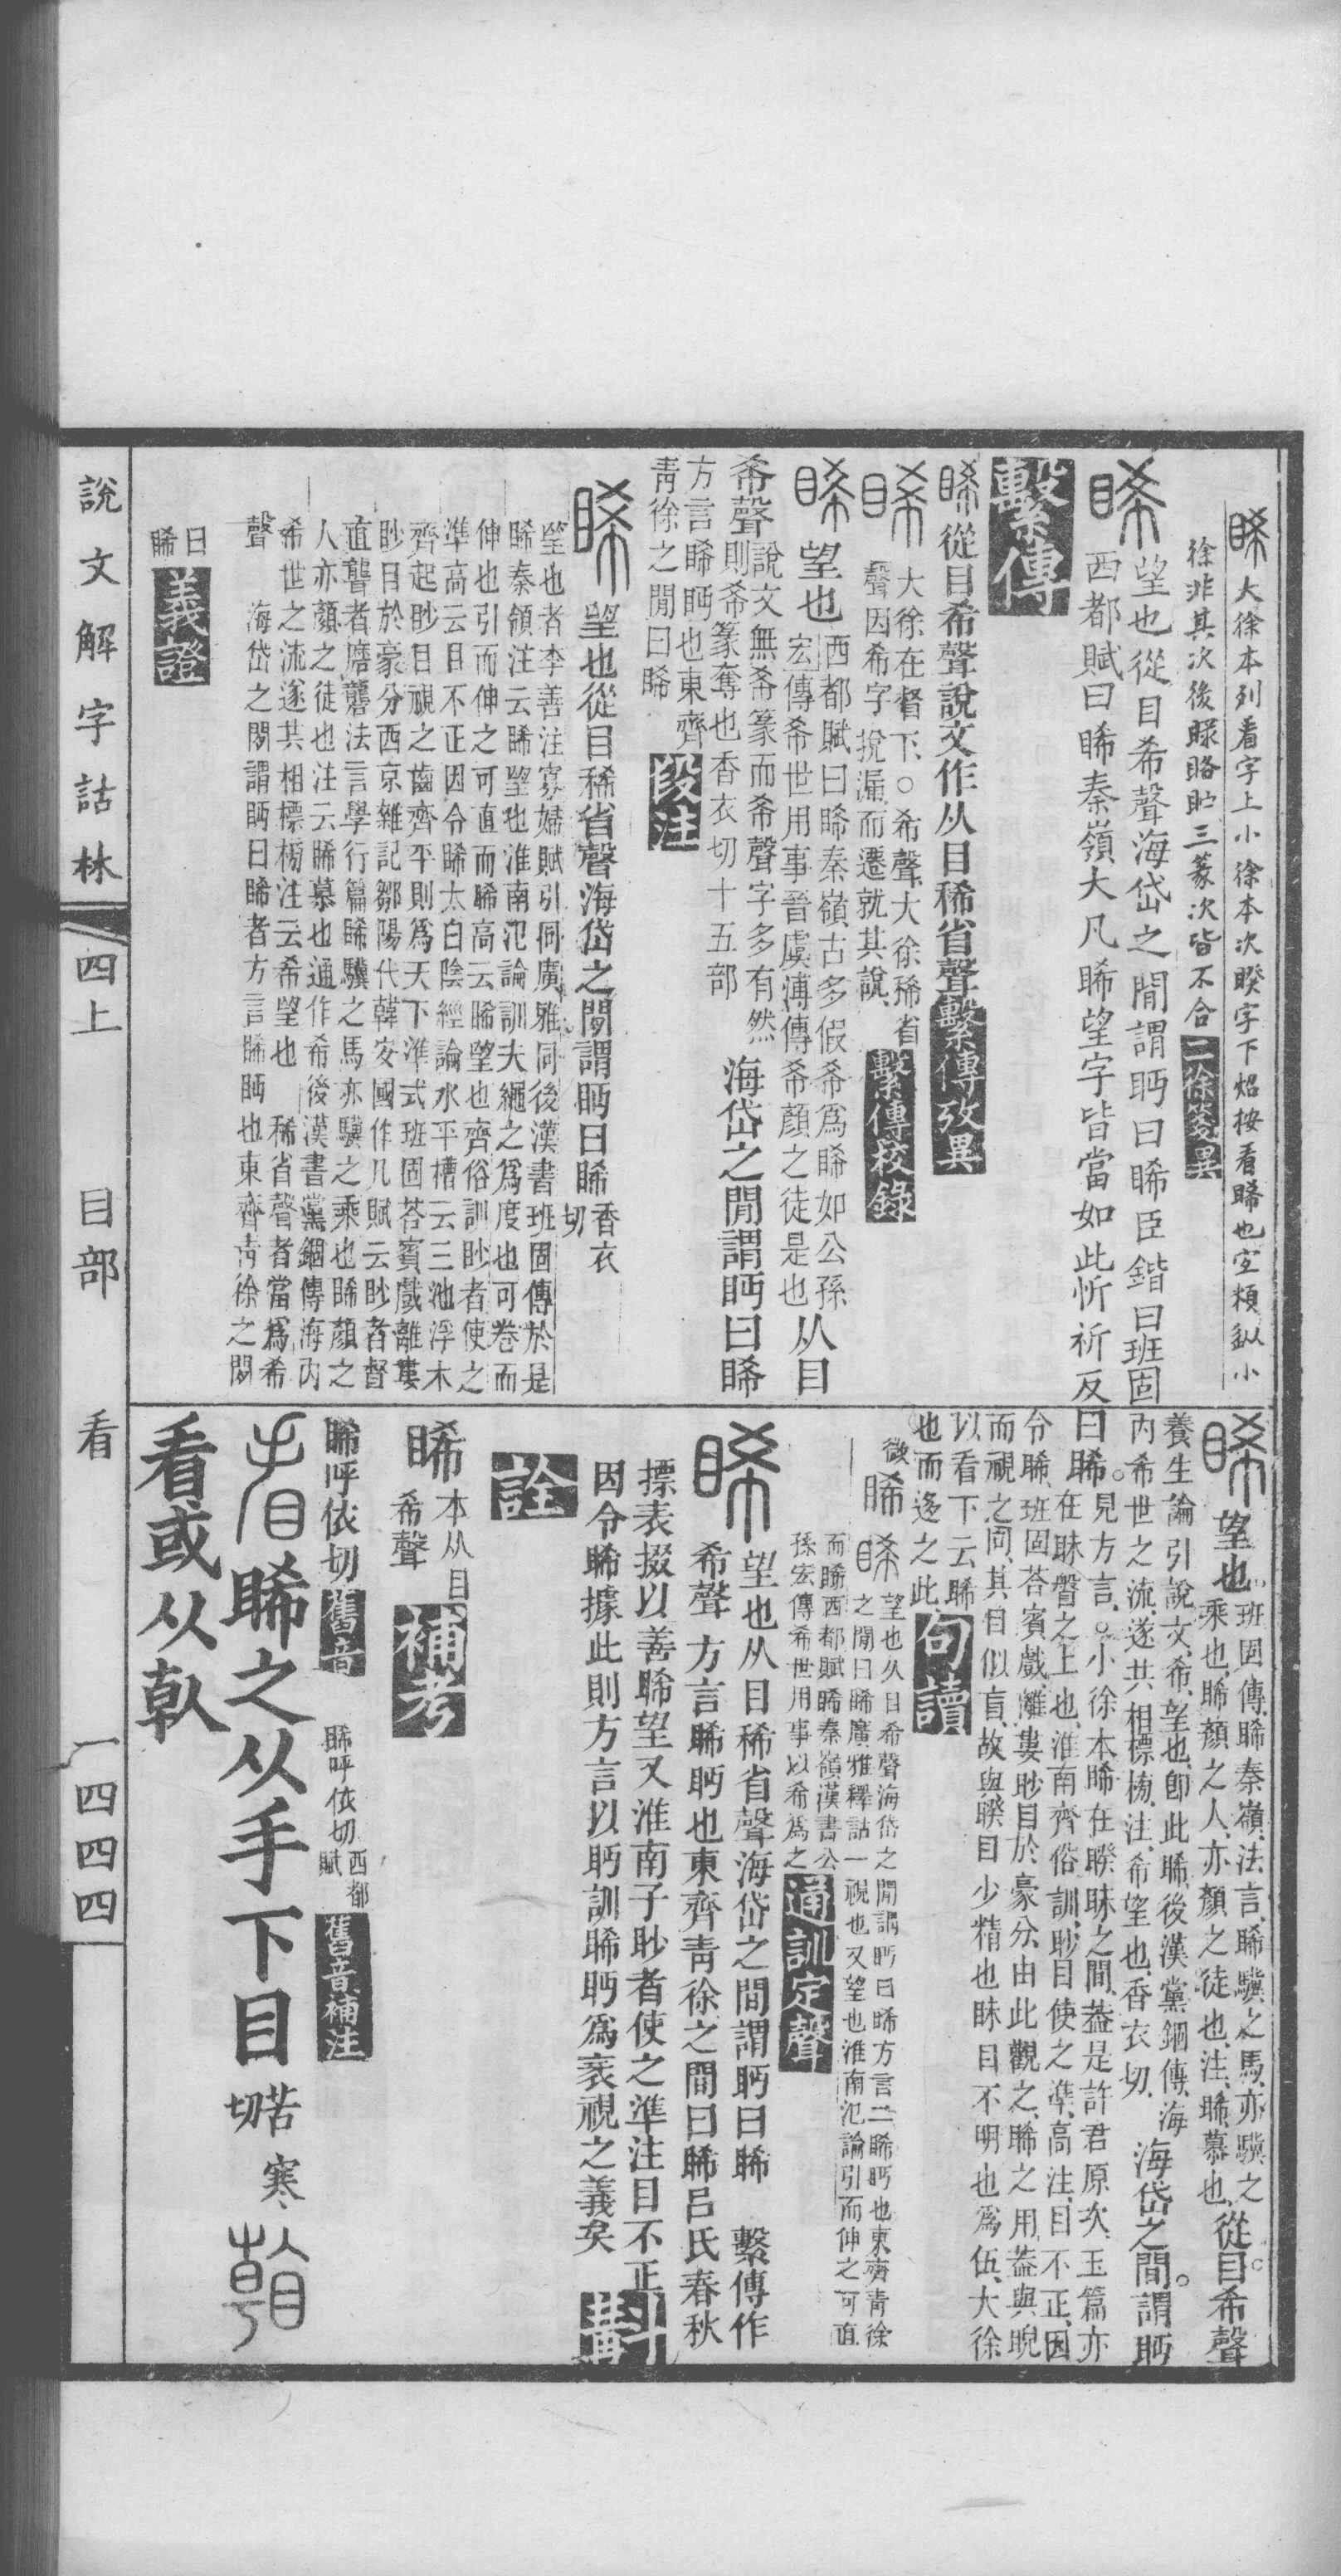 睎大徐本列看字上小徐本次睽字下炤按看睎也宜類釽小
徐非其次後睩䀩貯三篆次皆不合二徐箋異
睎望也從目希聲海岱之閒謂眄曰睎臣鍇曰班固
西都賦曰睎秦嶺大凡睎望字皆當如此忻祈反
繫傳
睎從目希聲說文作从目稀省聲繫傳攷異
睎大徐在督下○希聲大徐稀省
聲因希字挩漏而遷就其說繫傳校錄
睎望也西都賦曰睎秦嶺古多假希爲睎如公孫
宏傳希世用事晉虞溥傳希顏之徒是也从目
希聲說文無希篆而希聲字多有然
則希篆奪也香衣切十五部海岱之閒謂眄曰睎
方言睎眄也東齊
靑徐之閒曰睎段注
睎望也從目稀省聲海岱之閒謂眄曰睎香衣
切
望也者李善注寡婦賦引同廣雅同後漢書班固傳於是
睎秦領注云睎望也淮南氾論訓夫繩之爲度也可卷而
伸也引而伸之可直而睎高云睎望也齊俗訓眇者使之
準高云目不正因令睎太白陰經論水平槽云三池浮木
齊起眇目視之齒齊平則爲天下準式班固荅賓戲離婁
眇目於豪分西京雜記鄒陽代韓安國作几賦云眇者督
直聾者磨礱法言學行篇睎驥之馬亦驥之乘也睎顏之
人亦顏之徒也注云睎慕也通作希後漢書黨錮傳海內
希世之流遂共相標榜注云希望也　稀省聲者當爲希
聲　海岱之閒謂眄曰睎者方言睎眄也東齊靑徐之閒
曰
睎義證
睎望也班固傳睎秦嶺法言睎驥之馬亦驥之
乘也睎顏之人亦顏之徒也注睎慕也從目希聲
養生論引說文希望也卽此睎後漢黨錮傳海
內希世之流遂共相標榜注希望也香衣切海岱之間謂眄
曰睎見方言○小徐本睎在睽眛之間葢是許君原次玉篇亦
在眛䁂之上也淮南齊俗訓眇目使之準高注目不正因
令睎班固荅賓戲離婁眇目於豪分由此觀之睎之用葢與睨
而視之同其目似盲故與睽目少精也眛目不明也爲伍大徐
以看下云睎
也而迻之此句讀
微睎睎望也从目希聲海岱之閒謂眄曰睎方言二睎眄也東齊靑徐
之閒曰睎廣雅釋詁一視也又望也淮南氾論引而伸之可直
而睎西都賦睎秦嶺漢書公
孫宏傳希世用事以希爲之通訓定聲
睎望也从目稀省聲海岱之間謂眄曰睎　繫傳作
希聲　方言睎眄也東齊靑徐之間曰睎呂氏春秋
摽表掇以善睎望又淮南子眇者使之準注目不正
因令睎據此則方言以眄訓睎眄爲衺視之義矣斠
詮
睎本从目
希聲補考
睎呼依切舊音　睎呼依切西都
賦舊音補注
看睎之从手下目苦寒
切
看或从倝
說文解字詁林　四上　目部　看　一四四四